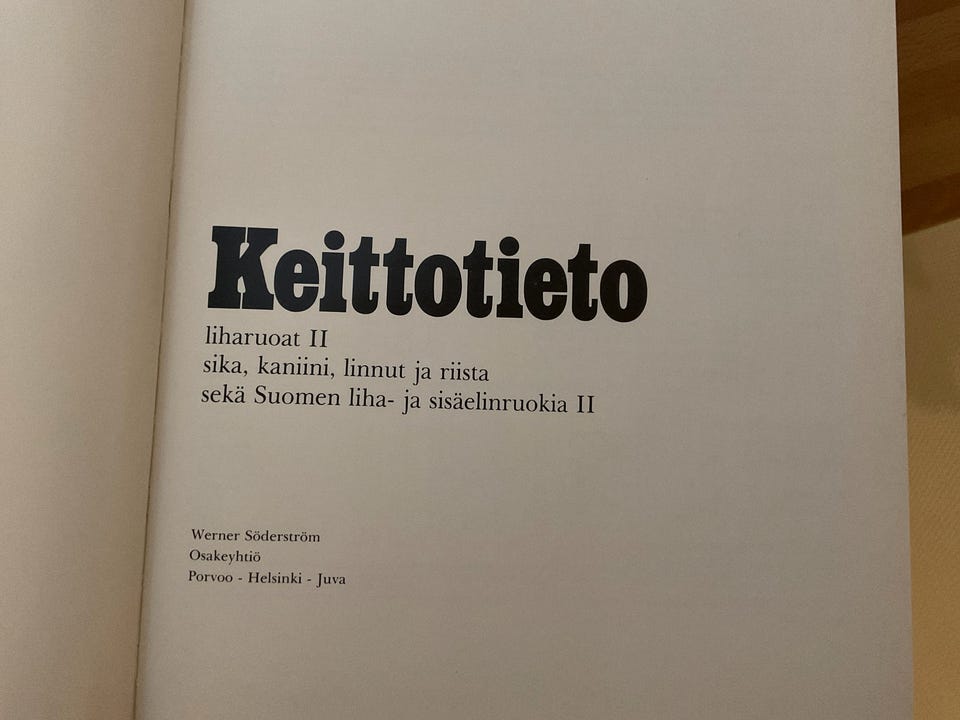 Keittotieto
liharuoat II
sika, kaniini, linnut ja riista
sekä Suomen liha- ja sisäelinruokia II
Werner Söderström
Osakeyhtiö
Porvoo - Helsinki - Juva